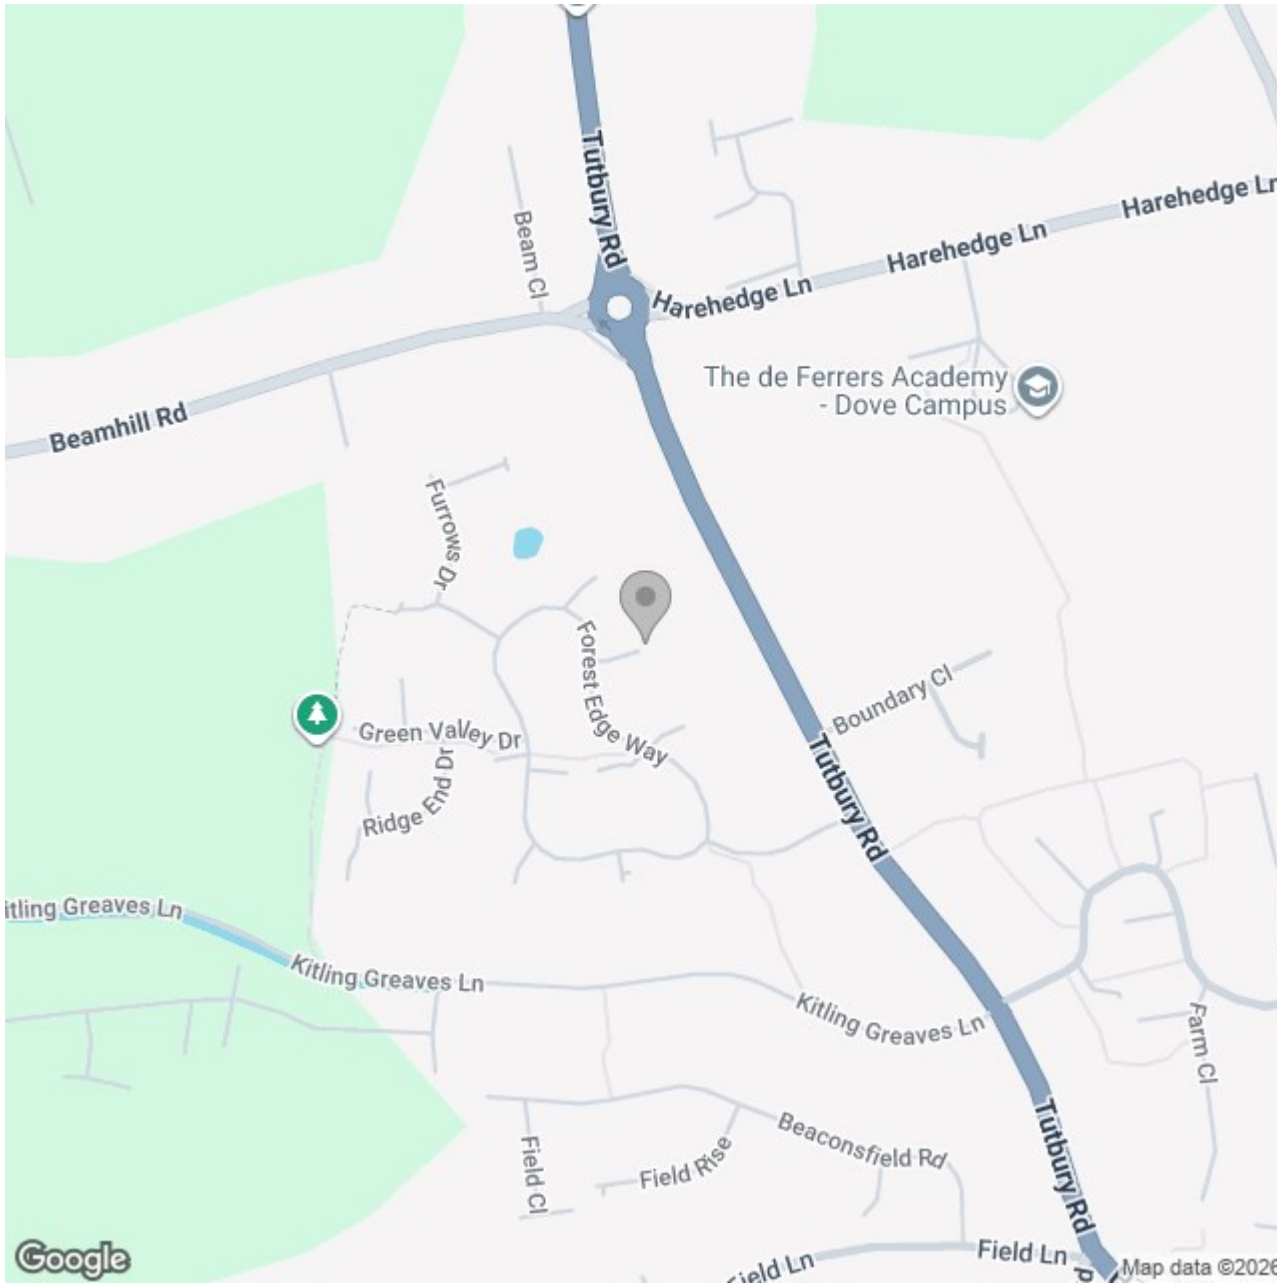 Tutbury Rd
Beam Cl
Harehedge Ln
Harehedge Ln
Harehedge Ln
The de Ferrers Academy
- Dove Campus
Beamhill Rd
Furrows Dr
Forest Edge Way
Boundary Cl
Green Valley Dr
Ridge End Dr
Tutbury Rd
itling Greaves Ln
Kitling Greaves Ln
Kitling Greaves Ln
Farm Cl
Beaconsfield Rd
Field Rise
Field Cl
Tutbury Rd
Field Ln
Field Ln
Google
Map data ©2026